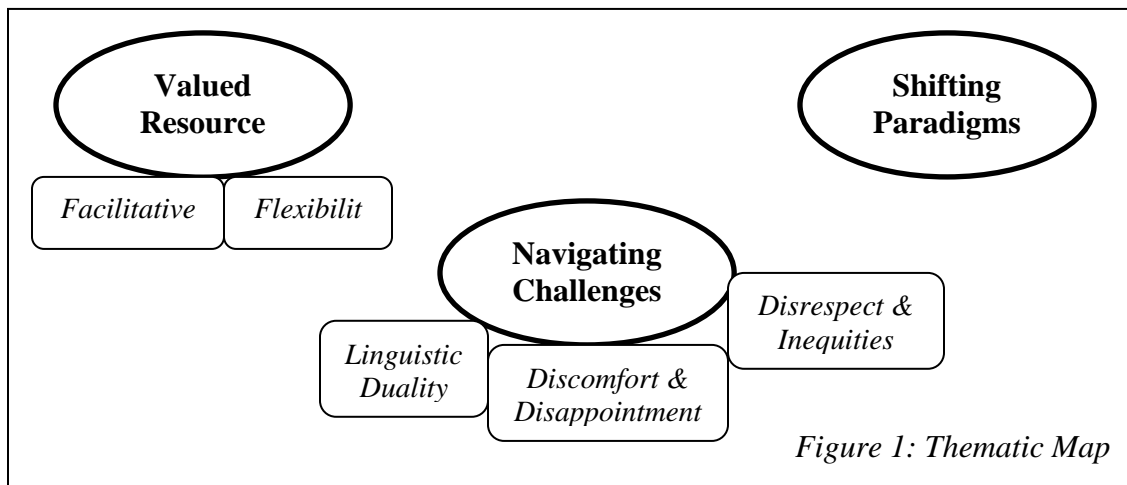 Valued
Resource
Shifting
Paradigms
Facilitative
Flexibilit
Navigating
Challenges
Disrespect &
Inequities
Linguistic
Duality
Discomfort &
Disappointment
Figure 1: Thematic Map